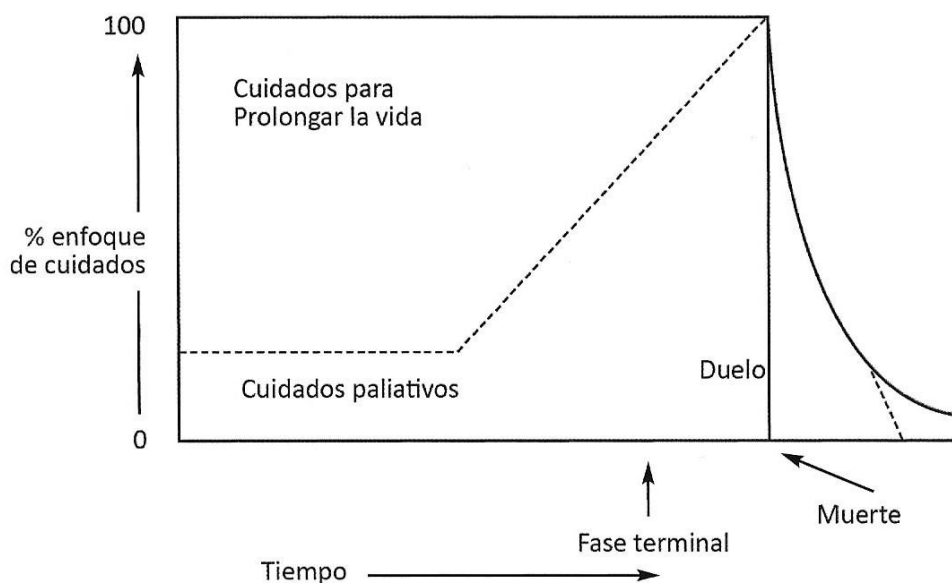 100
Cuidados para
Prolongar la vida
% enfoque
de cuidados
Cuidados paliativos
Duelo
0
Muerte
Fase terminal
Tiempo